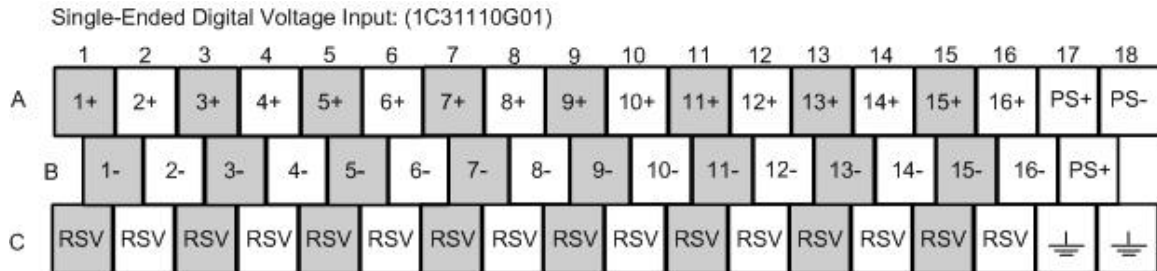 Single-Ended Digital Voltage Input: (1C31110G01)
1 2 3 4 5 6 7 8 9 10 11 12 13 14 15 16 17 18
A 1+ 2+ 3+ 4+ 5+ 6+ 7+ 8+ 9+ 10+ 11+ 12+ 13+ 14+ 15+ 16+ PS+ PS-
B 1- 2- 3- 4- 5- 6- 7- 8- 9- 10- 11- 12- 13- 14- 15- 16- PS+
C RSV RSV RSV RSV RSV RSV RSV RSV RSV RSV RSV RSV RSV RSV RSV RSV